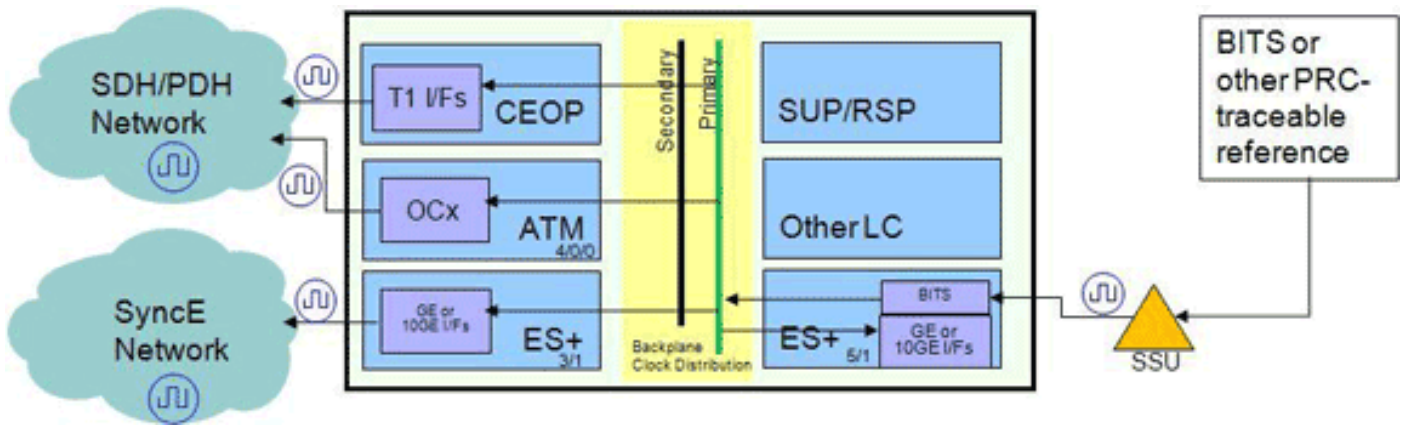 SDH/PDH
Network
SyncE
Network
T1 I/Fs
CEOP
OCx
ATM
4/0/0
GE or
10GE I/Fs
ES+
3/1
Secondary
Primary
Backplane
Clock Distribution
SUP/RSP
Other LC
BITS
GE or
10GE I/Fs
ES+
5/1
SSU
BITS or
other PRC-
traceable
reference